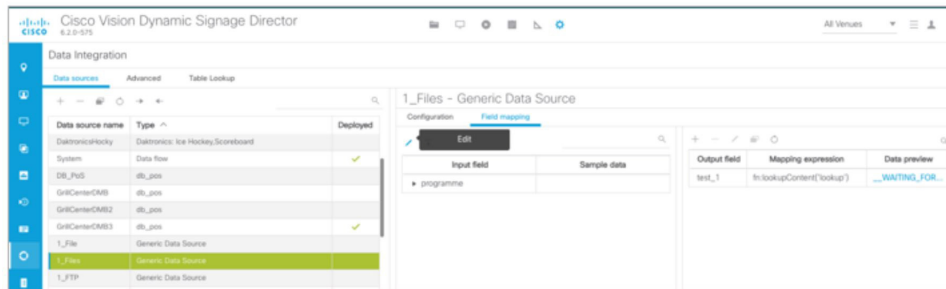 CISCO
Cisco Vision Dynamic Signage Director
6.2.0-575
All Venues
Data Integration
Data sources
Advanced
Table Lookup
Data source name
Type
Deployed
DaktronicsHocky
Daktronics: Ice Hockey,Scoreboard
System
Data flow
DB_PoS
db_pos
GrillCenterDMB
db_pos
GrillCenterDMB2
db_pos
GrillCenterDMB3
db_pos
1_File
Generic Data Source
1_Files
Generic Data Source
1_FTP
Generic Data Source
1_Files - Generic Data Source
Configuration
Field mapping
Edit
Input field
Sample data
programme
Output field
Mapping expression
Data preview
test_1
fn:lookupContent('lookup')
__WAITING_FOR...